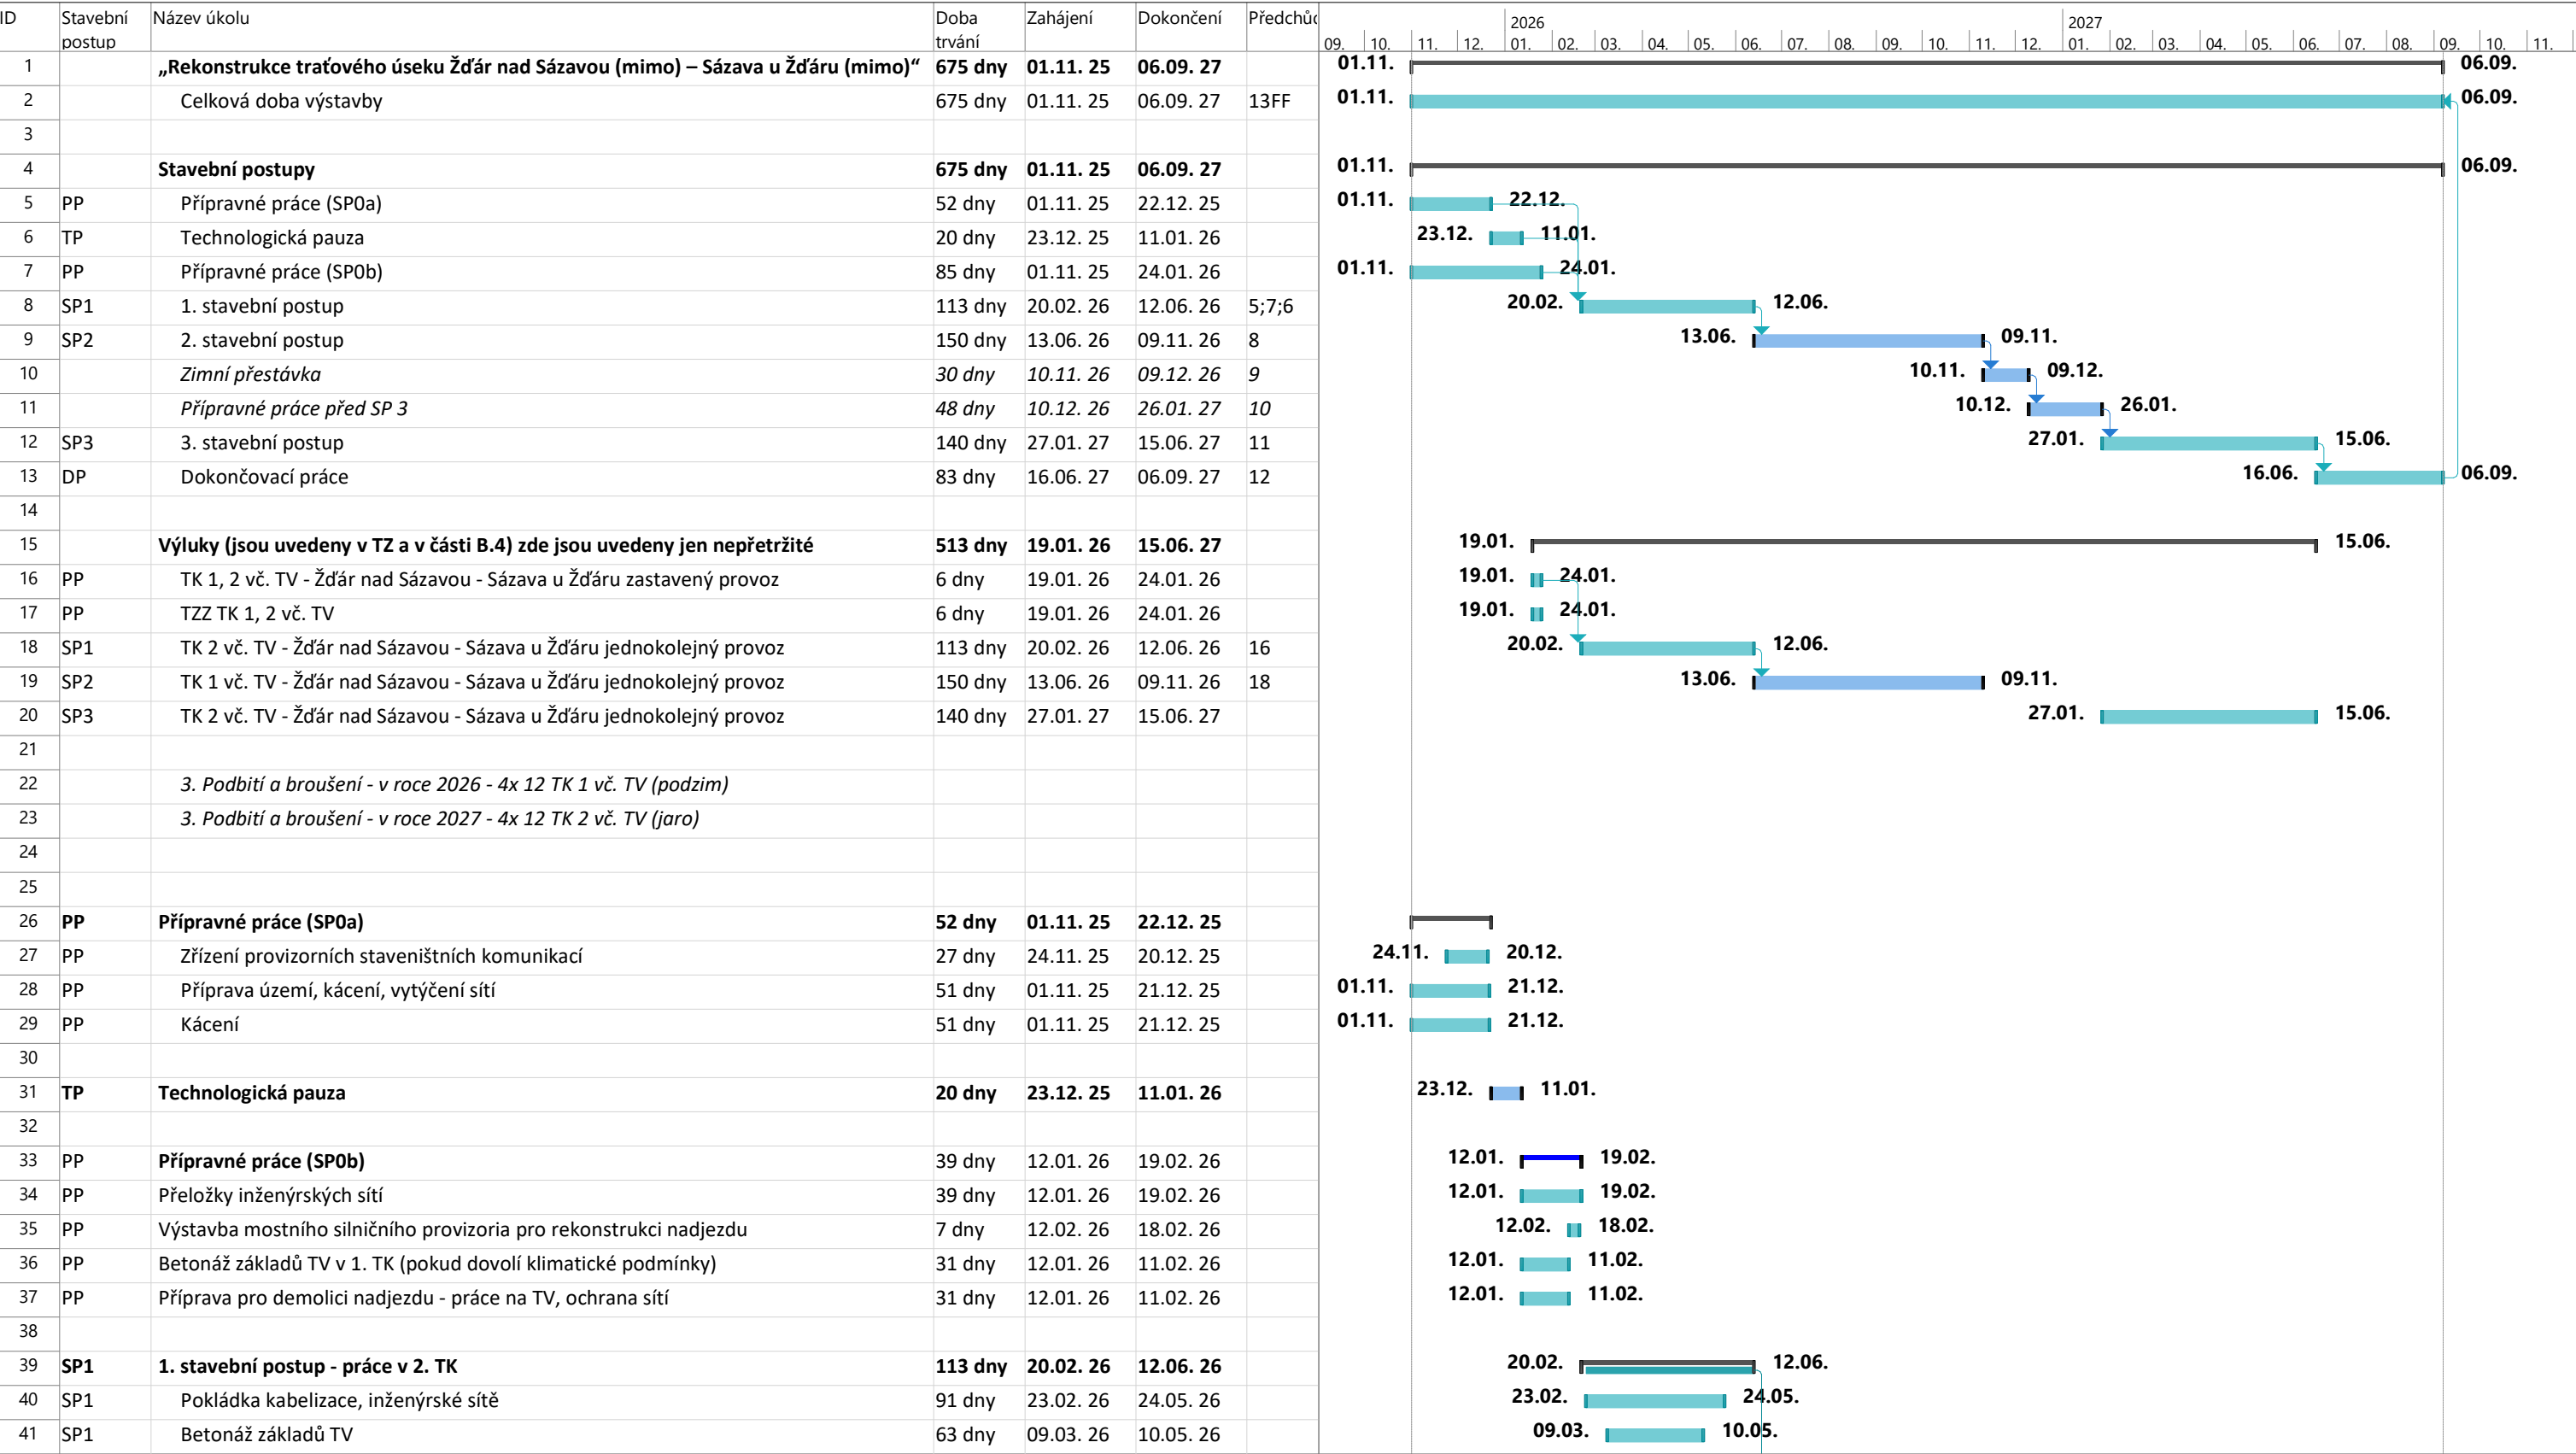 ID Stavební postup Název úkolu Doba trvání Zahájení Dokončení Předchůd
2026 2027
09. 10. 11. 12. 01. 02. 03. 04. 05. 06. 07. 08. 09. 10. 11. 12. 01. 02. 03. 04. 05. 06. 07. 08. 09. 10. 11.
1 „Rekonstrukce traťového úseku Žďár nad Sázavou (mimo) – Sázava u Žďáru (mimo)“ 675 dny 01.11. 25 06.09. 27 01.11. 06.09.
2 Celková doba výstavby 675 dny 01.11. 25 06.09. 27 13FF 01.11. 06.09.
3
4 Stavební postupy 675 dny 01.11. 25 06.09. 27 01.11. 06.09.
5 PP Přípravné práce (SP0a) 52 dny 01.11. 25 22.12. 25 01.11. 22.12.
6 TP Technologická pauza 20 dny 23.12. 25 11.01. 26 23.12. 11.01.
7 PP Přípravné práce (SP0b) 85 dny 01.11. 25 24.01. 26 01.11. 24.01.
8 SP1 1. stavební postup 113 dny 20.02. 26 12.06. 26 5;7;6 20.02. 12.06.
9 SP2 2. stavební postup 150 dny 13.06. 26 09.11. 26 8 13.06. 09.11.
10 Zimní přestávka 30 dny 10.11. 26 09.12. 26 9 10.11. 09.12.
11 Přípravné práce před SP 3 48 dny 10.12. 26 26.01. 27 10 10.12. 26.01.
12 SP3 3. stavební postup 140 dny 27.01. 27 15.06. 27 11 27.01. 15.06.
13 DP Dokončovací práce 83 dny 16.06. 27 06.09. 27 12 16.06. 06.09.
14
15 Výluky (jsou uvedeny v TZ a v části B.4) zde jsou uvedeny jen nepřetržité 513 dny 19.01. 26 15.06. 27 19.01. 15.06.
16 PP TK 1, 2 vč. TV - Žďár nad Sázavou - Sázava u Žďáru zastavený provoz 6 dny 19.01. 26 24.01. 26 19.01. 24.01.
17 PP TZZ TK 1, 2 vč. TV 6 dny 19.01. 26 24.01. 26 19.01. 24.01.
18 SP1 TK 2 vč. TV - Žďár nad Sázavou - Sázava u Žďáru jednokolejný provoz 113 dny 20.02. 26 12.06. 26 16 20.02. 12.06.
19 SP2 TK 1 vč. TV - Žďár nad Sázavou - Sázava u Žďáru jednokolejný provoz 150 dny 13.06. 26 09.11. 26 18 13.06. 09.11.
20 SP3 TK 2 vč. TV - Žďár nad Sázavou - Sázava u Žďáru jednokolejný provoz 140 dny 27.01. 27 15.06. 27 27.01. 15.06.
21
22 3. Podbití a broušení - v roce 2026 - 4x 12 TK 1 vč. TV (podzim)
23 3. Podbití a broušení - v roce 2027 - 4x 12 TK 2 vč. TV (jaro)
24
25
26 PP Přípravné práce (SP0a) 52 dny 01.11. 25 22.12. 25
27 PP Zřízení provizorních staveništních komunikací 27 dny 24.11. 25 20.12. 25 24.11. 20.12.
28 PP Příprava území, kácení, vytýčení sítí 51 dny 01.11. 25 21.12. 25 01.11. 21.12.
29 PP Kácení 51 dny 01.11. 25 21.12. 25 01.11. 21.12.
30
31 TP Technologická pauza 20 dny 23.12. 25 11.01. 26 23.12. 11.01.
32
33 PP Přípravné práce (SP0b) 39 dny 12.01. 26 19.02. 26 12.01. 19.02.
34 PP Přeložky inženýrských sítí 39 dny 12.01. 26 19.02. 26 12.01. 19.02.
35 PP Výstavba mostního silničního provizoria pro rekonstrukci nadjezdu 7 dny 12.02. 26 18.02. 26 12.02. 18.02.
36 PP Betonáž základů TV v 1. TK (pokud dovolí klimatické podmínky) 31 dny 12.01. 26 11.02. 26 12.01. 11.02.
37 PP Příprava pro demolici nadjezdu - práce na TV, ochrana sítí 31 dny 12.01. 26 11.02. 26 12.01. 11.02.
38
39 SP1 1. stavební postup - práce v 2. TK 113 dny 20.02. 26 12.06. 26 20.02. 12.06.
40 SP1 Pokládka kabelizace, inženýrské sítě 91 dny 23.02. 26 24.05. 26 23.02. 24.05.
41 SP1 Betonáž základů TV 63 dny 09.03. 26 10.05. 26 09.03. 10.05.